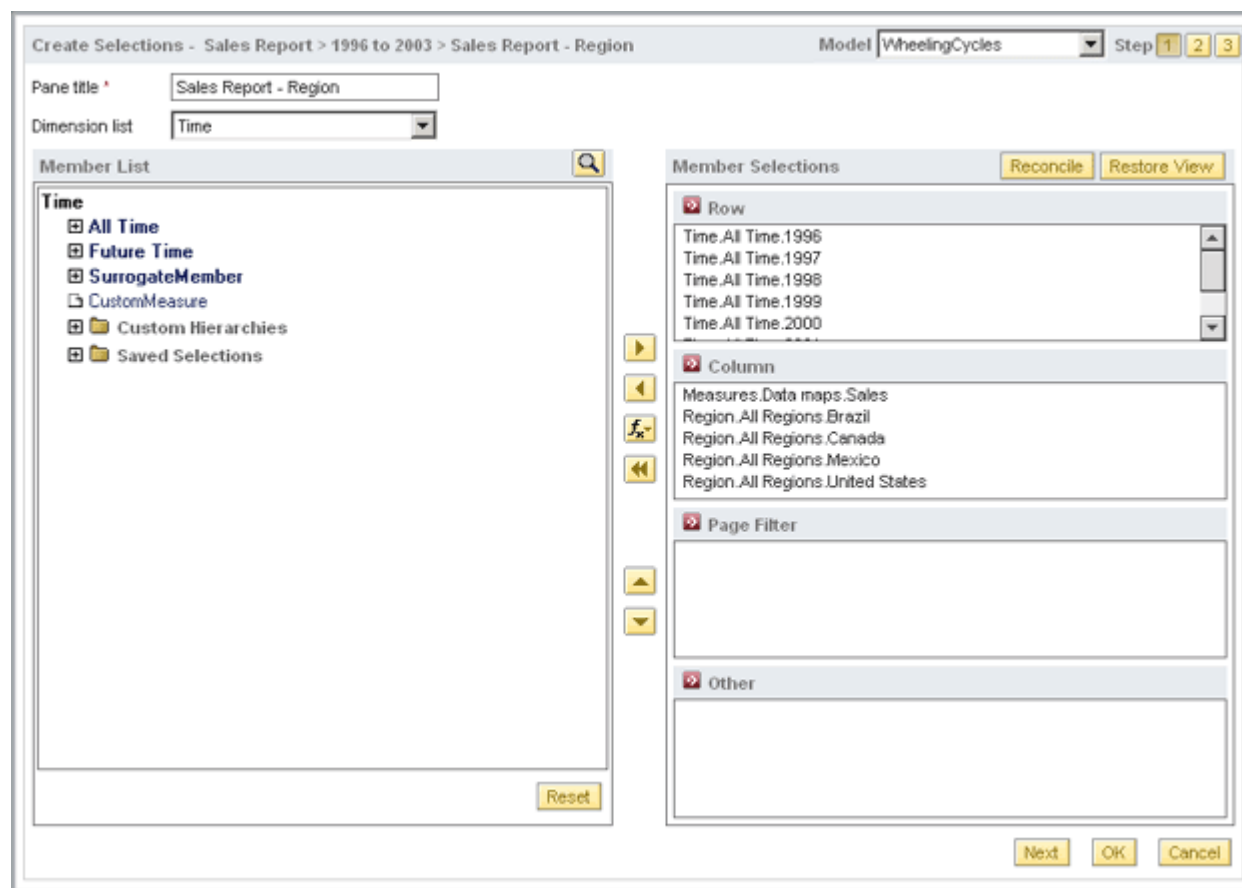 Create Selections - Sales Report > 1996 to 2003 > Sales Report - Region Model WheelingCycles Step 1 2 3
Pane title * Sales Report - Region
Dimension list Time
Member List
Time
All Time
Future Time
SurrogateMember
CustomMeasure
Custom Hierarchies
Saved Selections
Reset
fx
Member Selections Reconcile Restore View
Row
Time.All Time.1996
Time.All Time.1997
Time.All Time.1998
Time.All Time.1999
Time.All Time.2000
Column
Measures.Data maps.Sales
Region.All Regions.Brazil
Region.All Regions.Canada
Region.All Regions.Mexico
Region.All Regions.United States
Page Filter
Other
Next OK Cancel